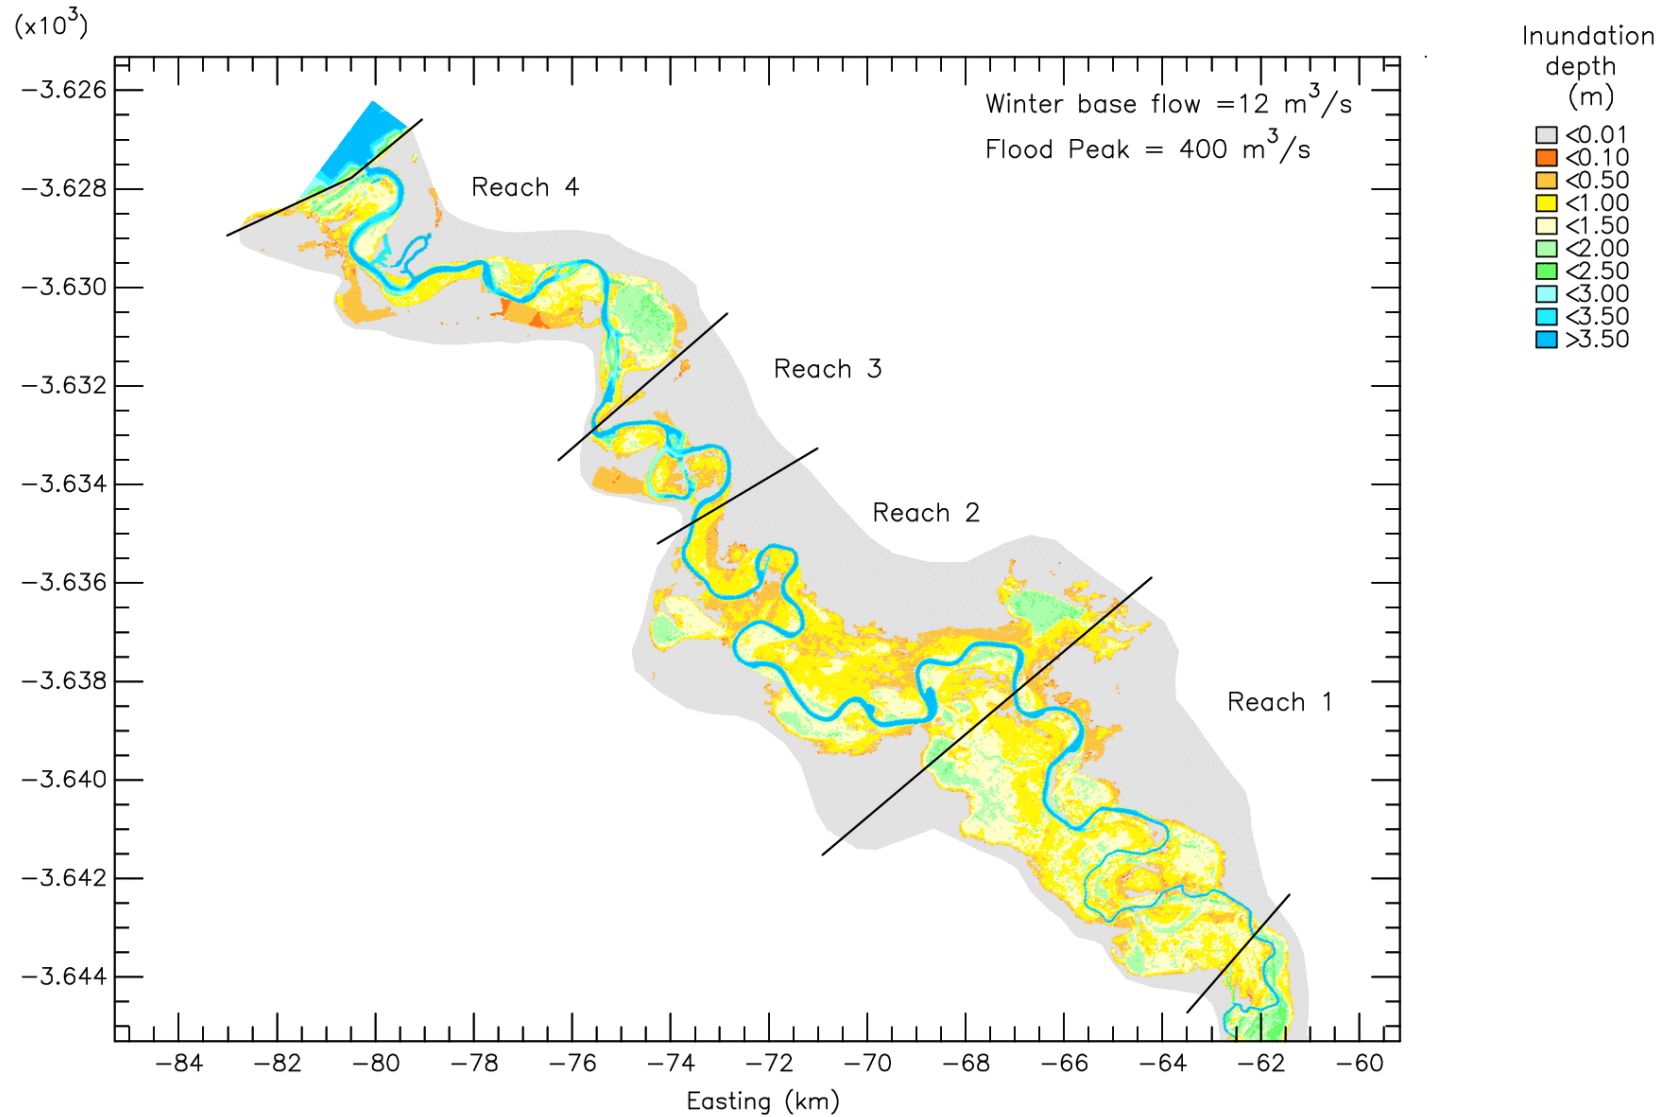 (x10³)
Inundation
depth
(m)
−3.626
Winter base flow =12 m³/s
Flood Peak = 400 m³/s
<0.01
<0.10
<0.50
<1.00
<1.50
<2.00
<2.50
<3.00
<3.50
>3.50
−3.628
Reach 4
−3.630
Reach 3
−3.632
−3.634
Reach 2
−3.636
−3.638
Reach 1
−3.640
−3.642
−3.644
−84 −82 −80 −78 −76 −74 −72 −70 −68 −66 −64 −62 −60
Easting (km)